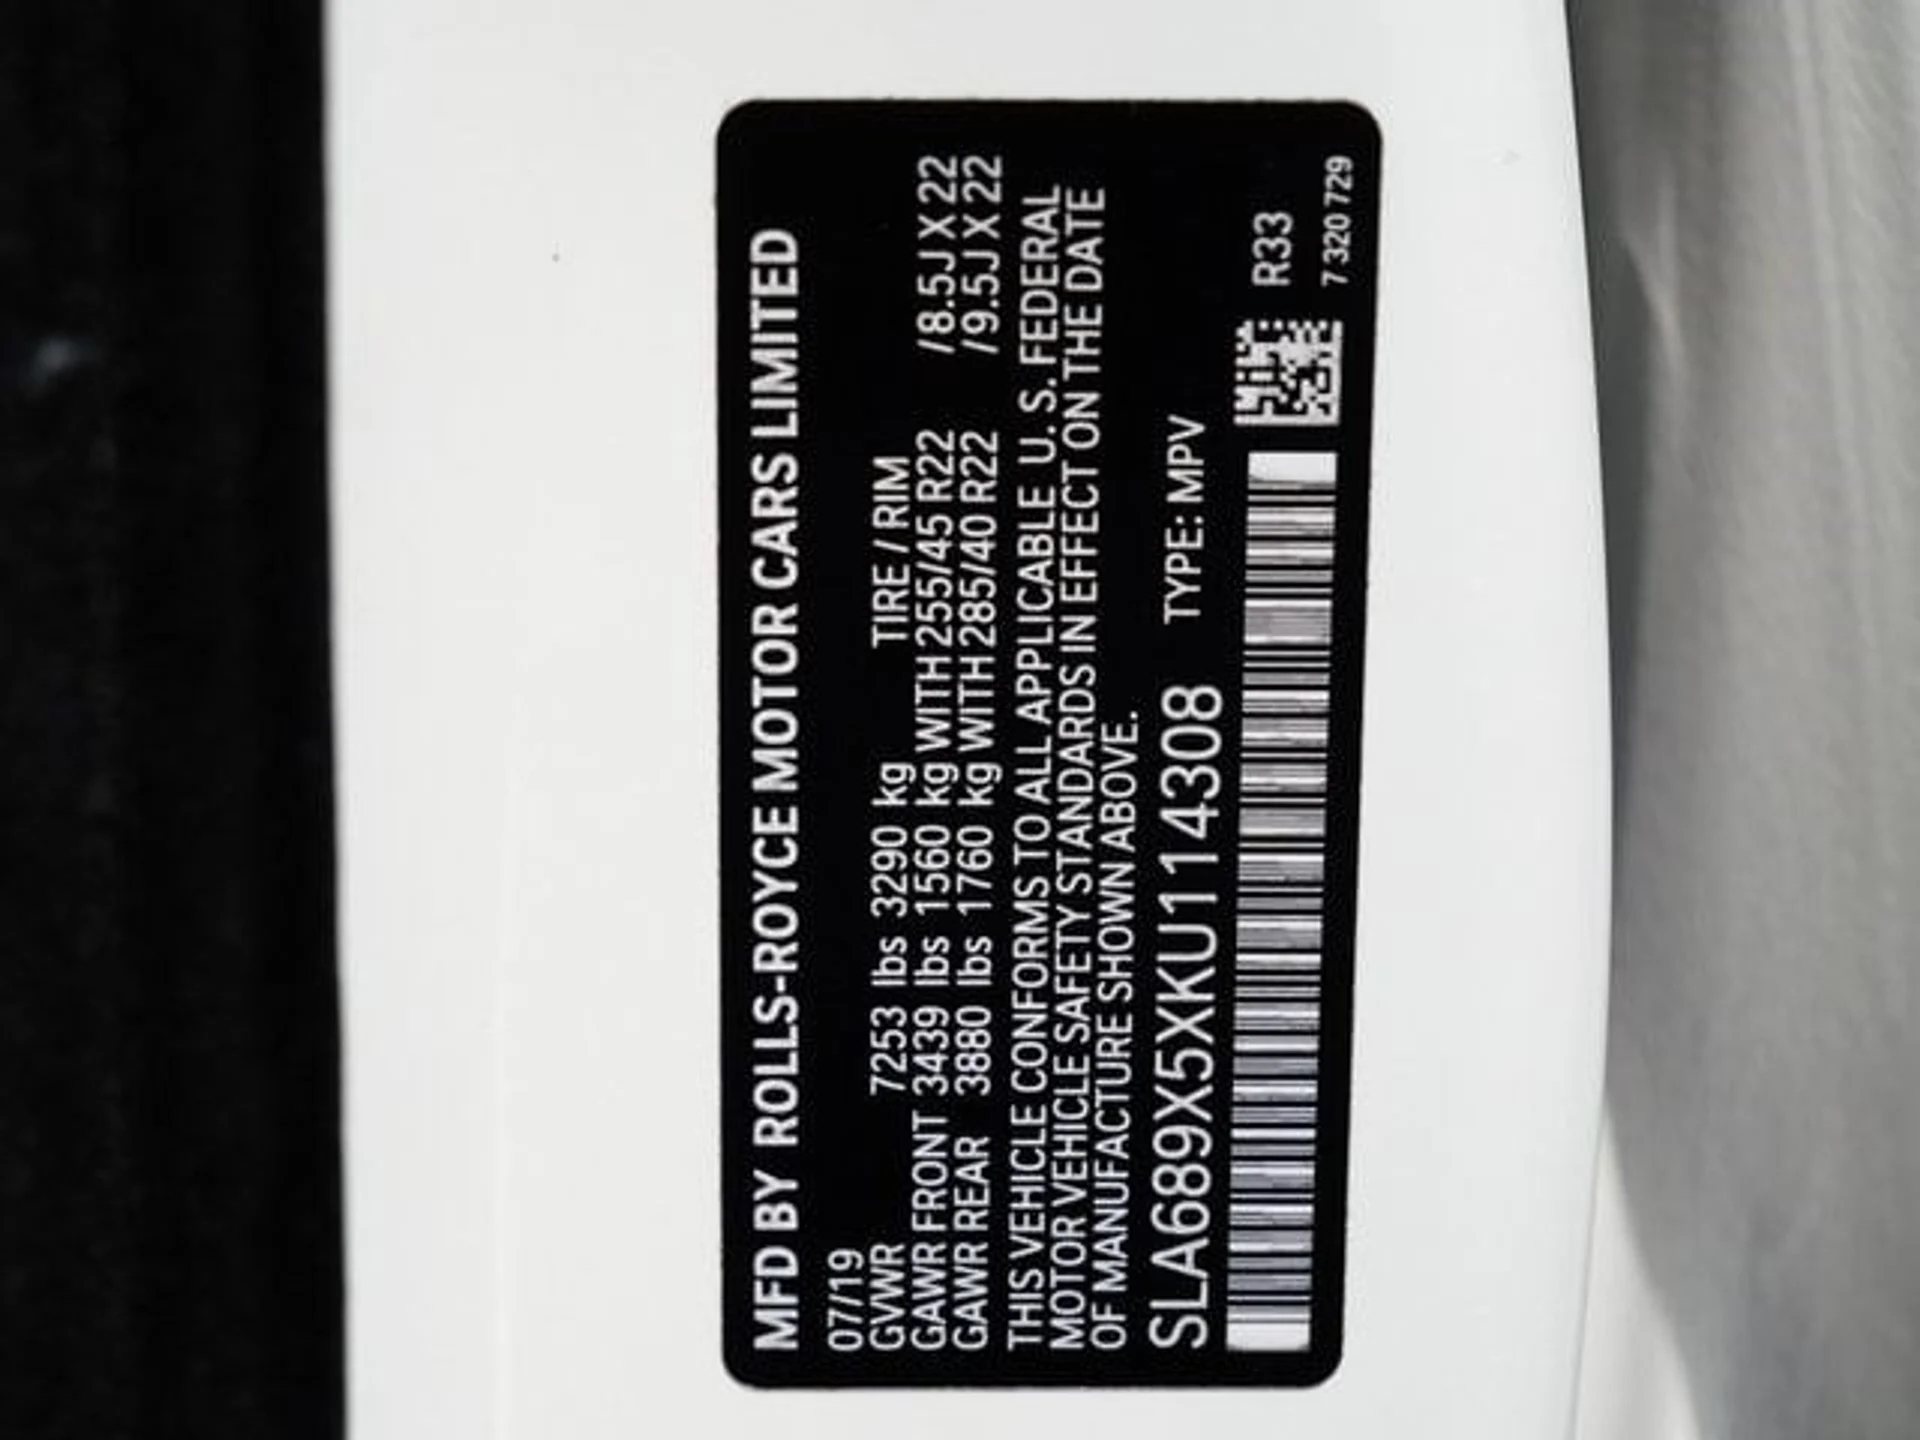 MFD BY ROLLS-ROYCE MOTOR CARS LIMITED
07/19
GVWR 7253 lbs 3290 kg TIRE / RIM
GAWR FRONT 3439 lbs 1560 kg WITH 255/45 R22 /8.5J X 22
GAWR REAR 3880 lbs 1760 kg WITH 285/40 R22 /9.5J X 22
THIS VEHICLE CONFORMS TO ALL APPLICABLE U.S. FEDERAL
MOTOR VEHICLE SAFETY STANDARDS IN EFFECT ON THE DATE
OF MANUFACTURE SHOWN ABOVE.
SLA689X5XKU114308 TYPE: MPV
R33
7 320 729